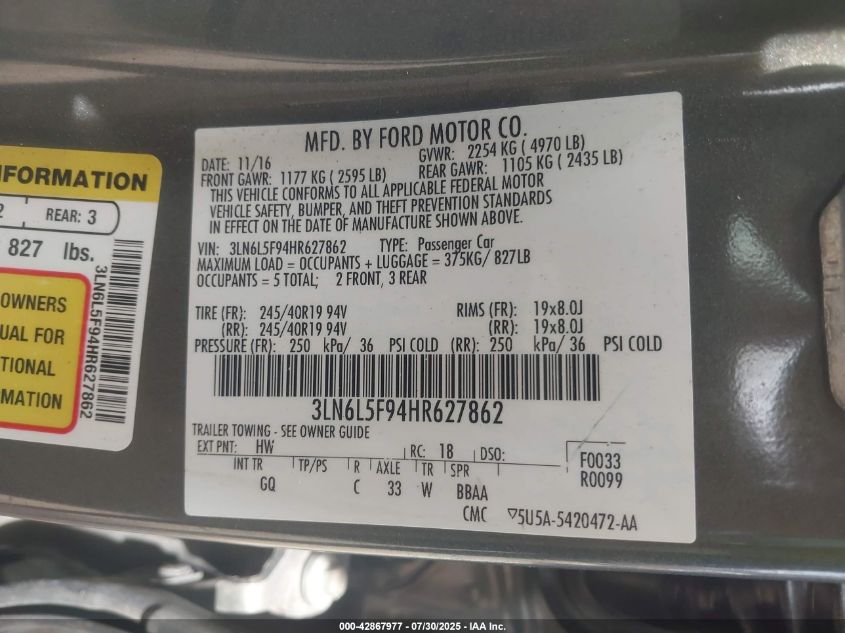 INFORMATION
2 REAR: 3
827 lbs.
OWNERS
UAL FOR
TIONAL
RMATION
3LN6L5F94HR627862
MFD. BY FORD MOTOR CO.
DATE: 11/16 GVWR: 2254 KG ( 4970 LB)
FRONT GAWR: 1177 KG ( 2595 LB) REAR GAWR: 1105 KG ( 2435 LB)
THIS VEHICLE CONFORMS TO ALL APPLICABLE FEDERAL MOTOR
VEHICLE SAFETY, BUMPER, AND THEFT PREVENTION STANDARDS
IN EFFECT ON THE DATE OF MANUFACTURE SHOWN ABOVE.
VIN: 3LN6L5F94HR627862 TYPE: Passenger Car
MAXIMUM LOAD = OCCUPANTS + LUGGAGE = 375KG/ 827LB
OCCUPANTS = 5 TOTAL; 2 FRONT, 3 REAR
TIRE (FR): 245/40R19 94V RIMS (FR): 19x8.0J
(RR): 245/40R19 94V (RR): 19x8.0J
PRESSURE (FR): 250 kPa/ 36 PSI COLD (RR): 250 kPa/ 36 PSI COLD
3LN6L5F94HR627862
TRAILER TOWING - SEE OWNER GUIDE
EXT PNT: HW RC: 18 DSO: F0033
INT TR TP/PS R AXLE TR SPR R0099
GQ C 33 W BBAA
CMC ▽5U5A-5420472-AA
000-42867977 - 07/30/2025 - IAA Inc.